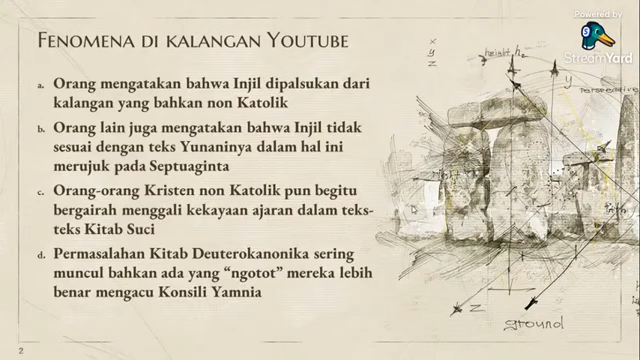 Powered by
StreamYard
FENOMENA DI KALANGAN YOUTUBE
a. Orang mengatakan bahwa Injil dipalsukan dari
kalangan yang bahkan non Katolik
b. Orang lain juga mengatakan bahwa Injil tidak
sesuai dengan teks Yunaninya dalam hal ini
merujuk pada Septuaginta
c. Orang-orang Kristen non Katolik pun begitu
bergairah menggali kekayaan ajaran dalam teks-
teks Kitab Suci
d. Permasalahan Kitab Deuterokanonika sering
muncul bahkan ada yang “ngotot” mereka lebih
benar mengacu Konsili Yamnia
x
y
z
height
y
perspective
z
ground
2